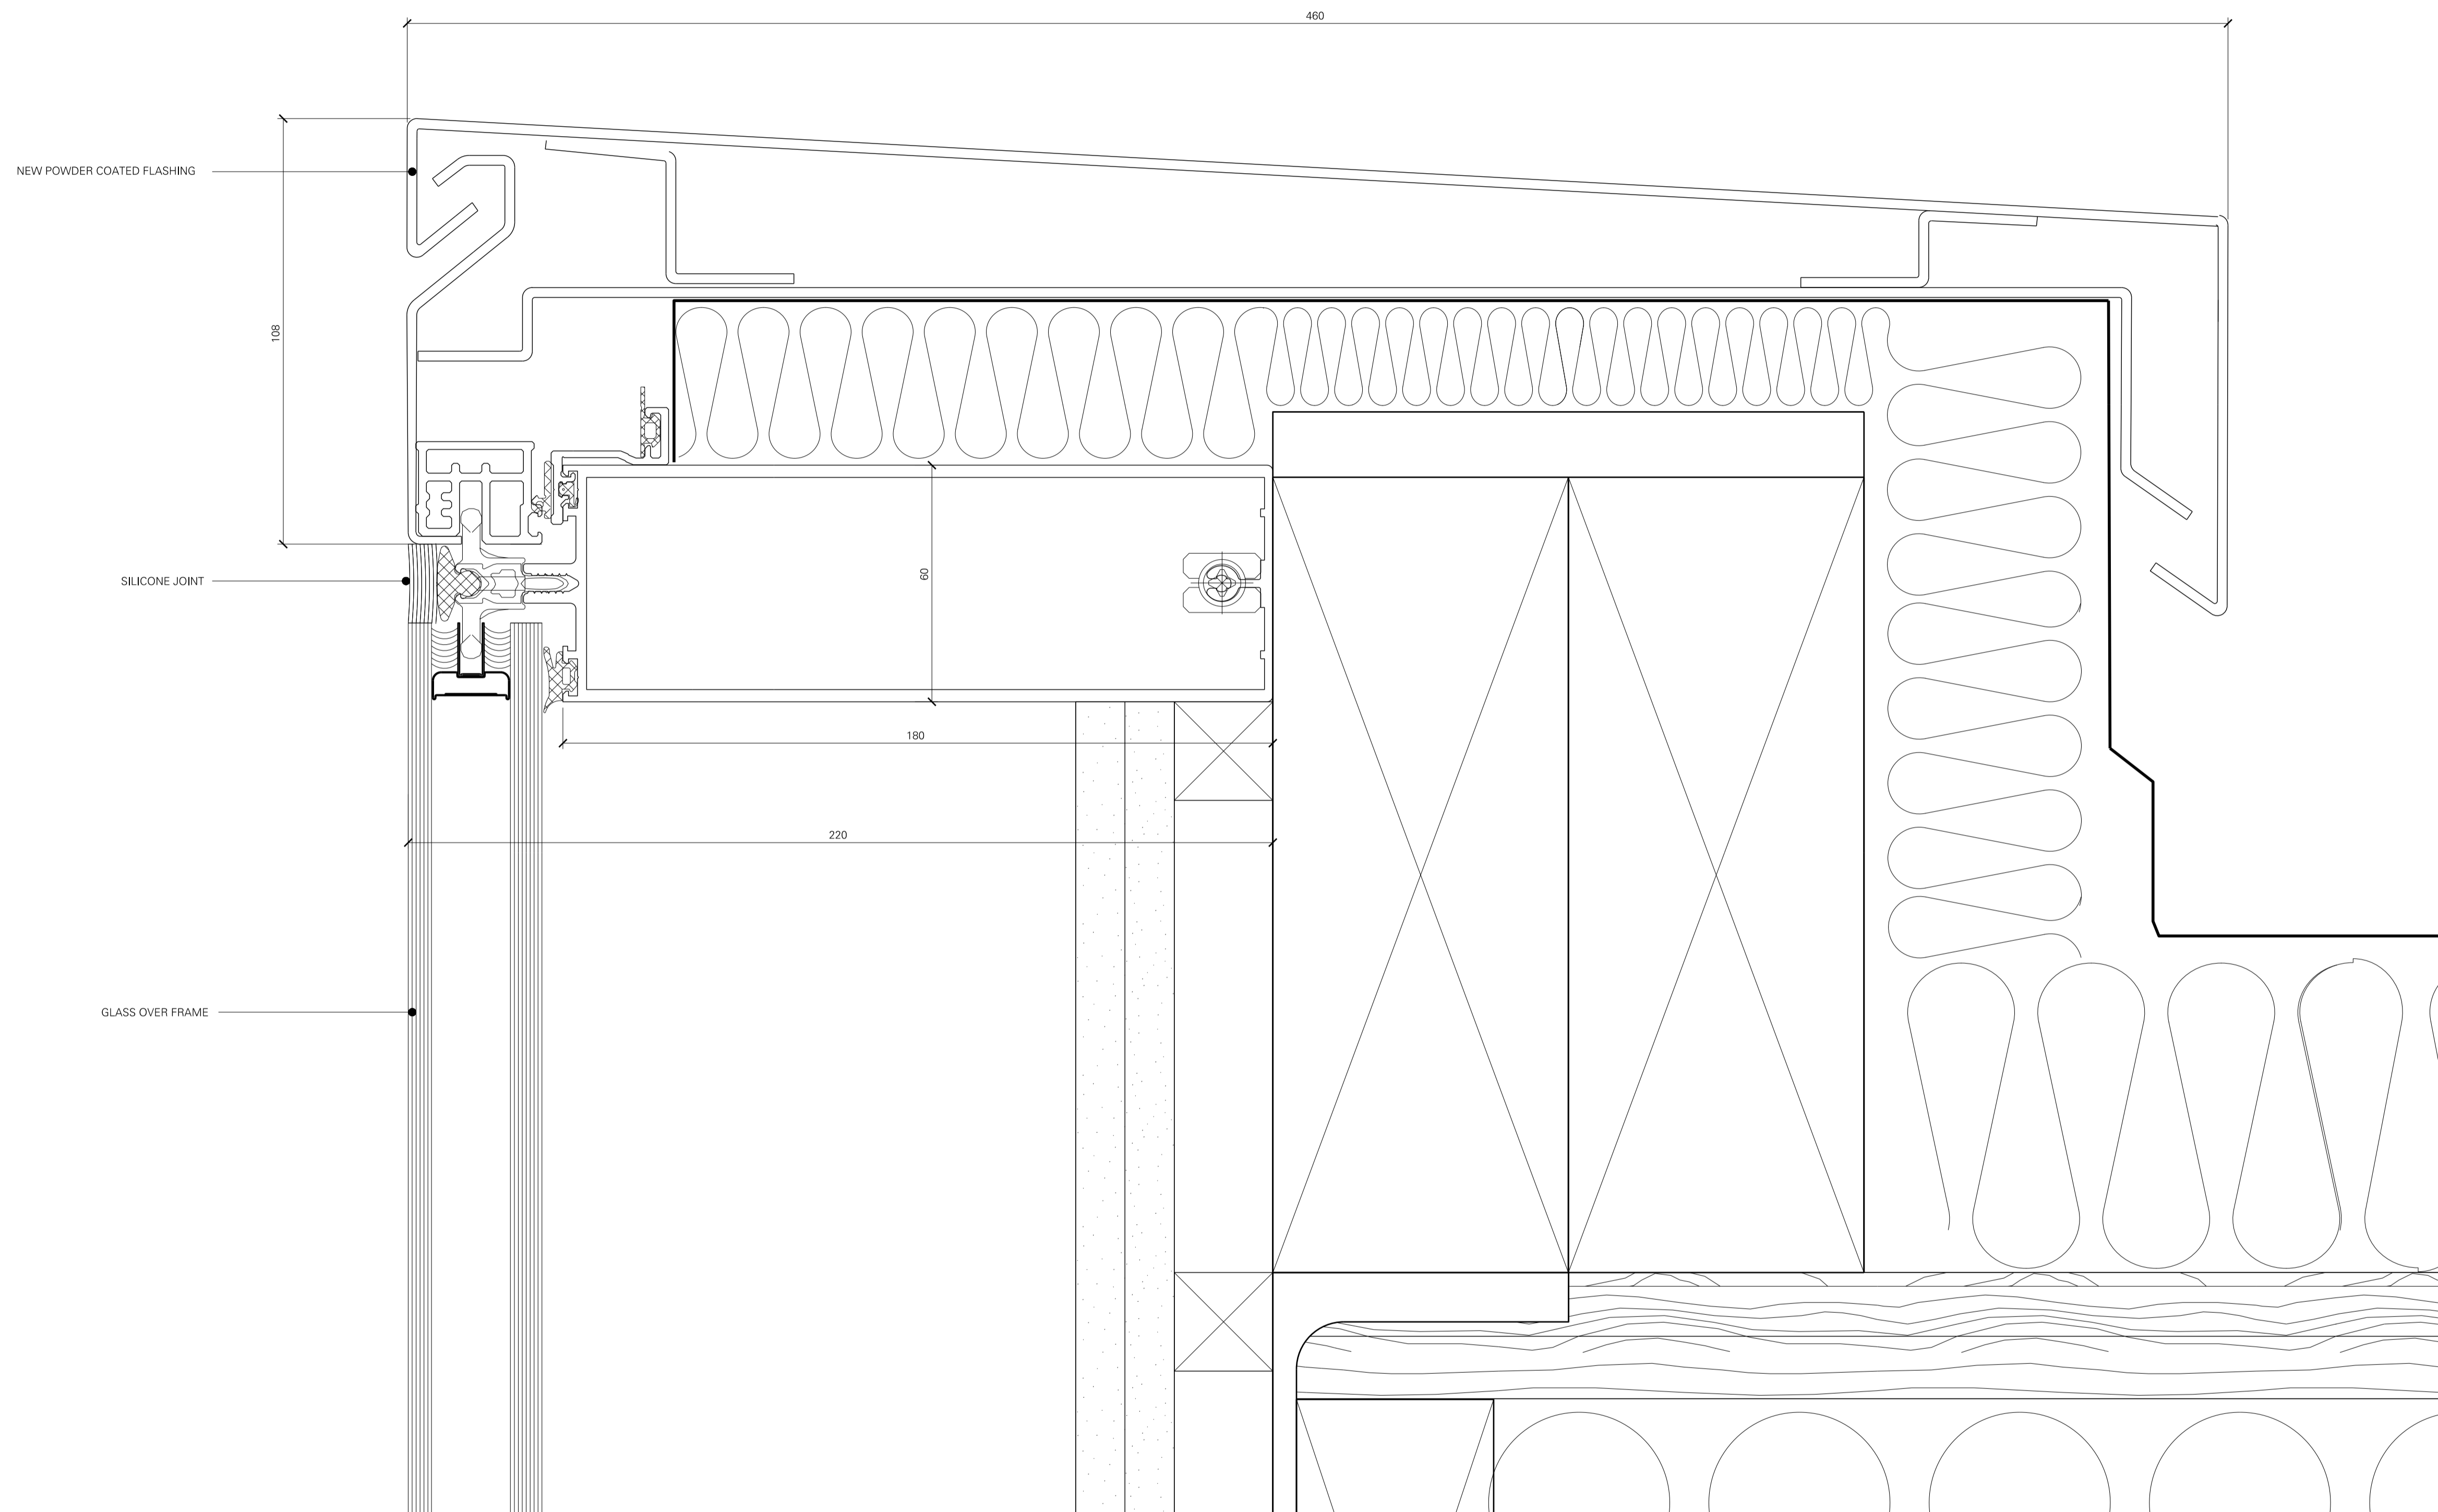 460
NEW POWDER COATED FLASHING
108
SILICONE JOINT
60
180
220
GLASS OVER FRAME